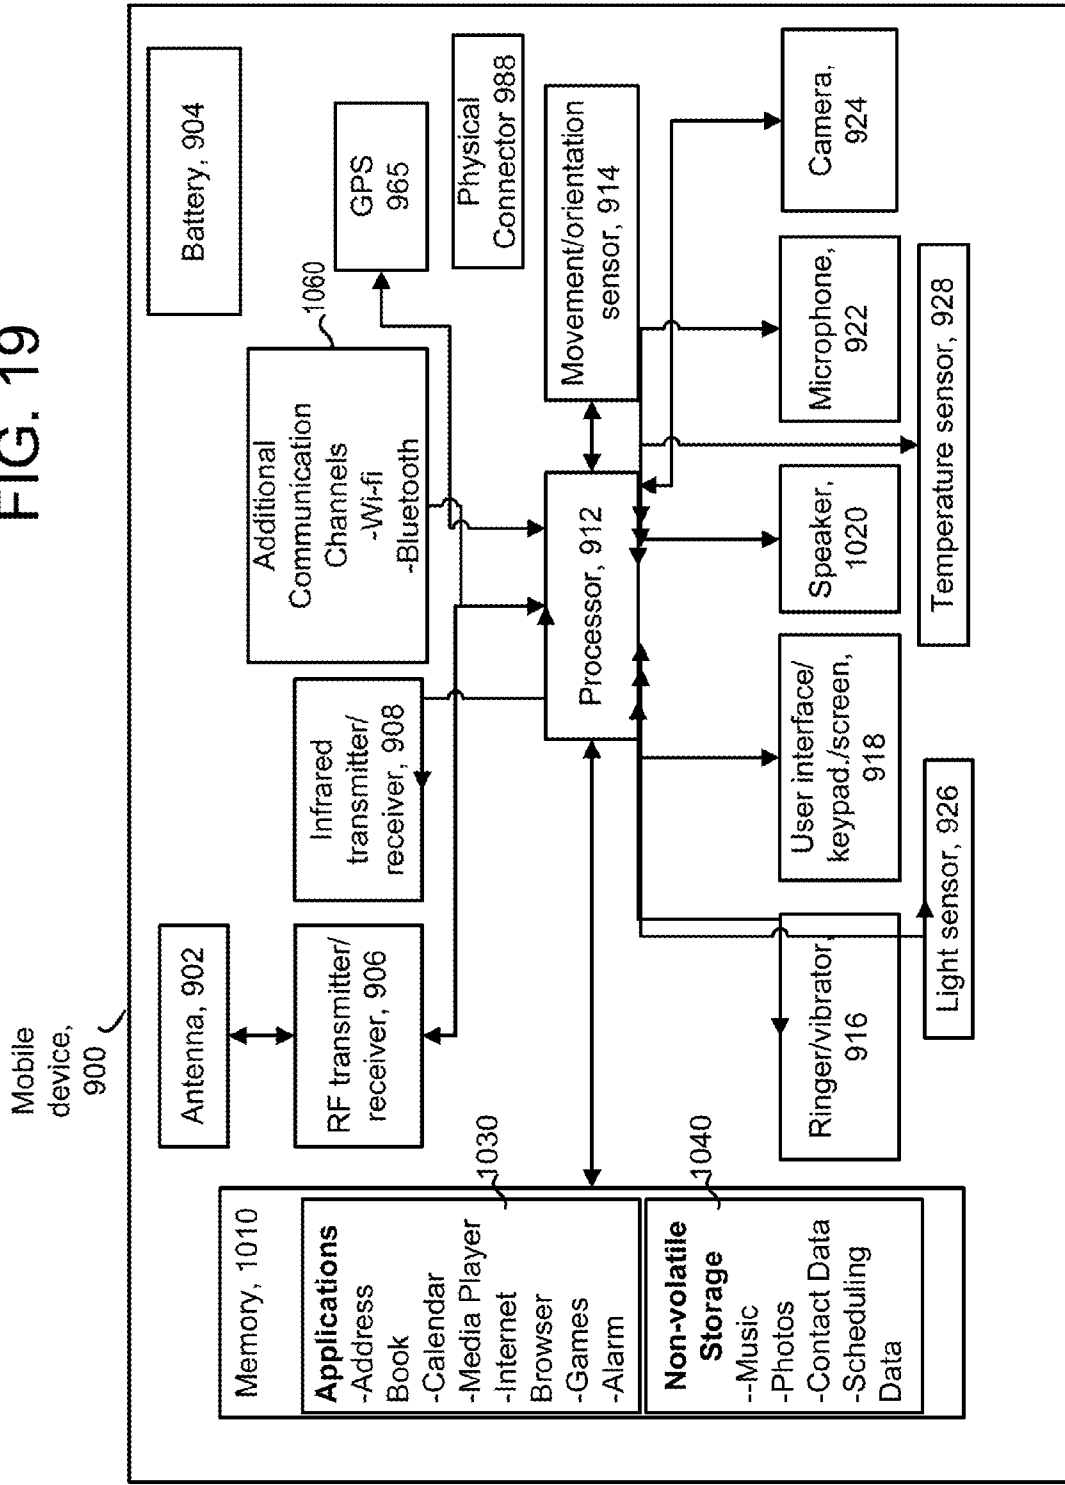 FIG. 19
Mobile
device,
900
Memory, 1010
Applications
-Address
Book
-Calendar
-Media Player
-Internet
Browser
-Games
-Alarm
1030
Non-volatile
Storage
--Music
-Photos
-Contact Data
-Scheduling
Data
1040
Antenna, 902
RF transmitter/
receiver, 906
Infrared
transmitter/
receiver, 908
Additional
Communication
Channels
-Wi-fi
-Bluetooth
1060
Battery, 904
GPS
965
Physical
Connector 988
Processor, 912
Movement/orientation
sensor, 914
Ringer/vibrator,
916
User interface/
keypad./screen,
918
Speaker,
1020
Microphone,
922
Camera,
924
Light sensor, 926
Temperature sensor, 928